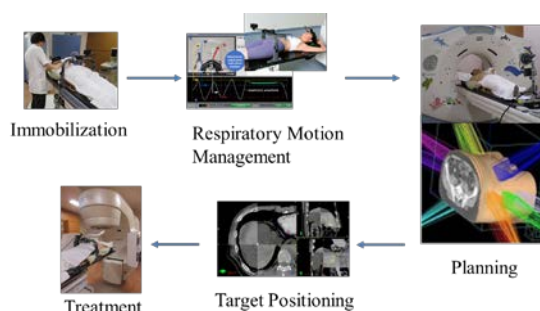 Immobilization
Respiratory Motion
Management
Planning
Target Positioning
Treatment